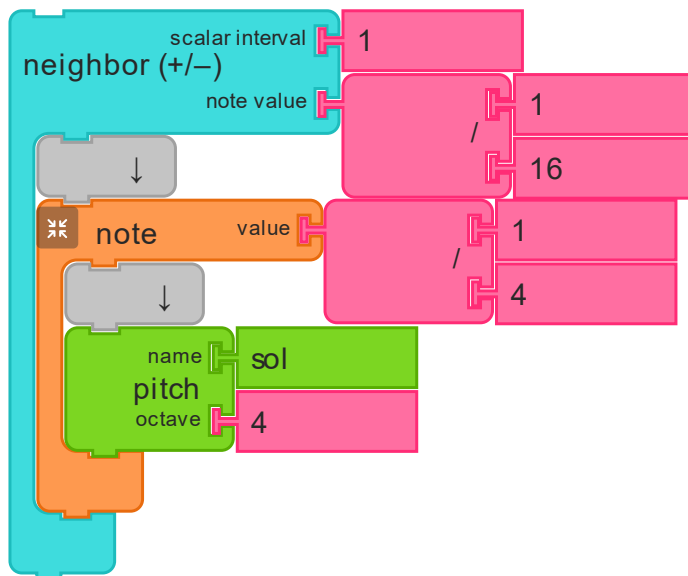 scalar interval 1
neighbor (+/–)
note value / 1
16
↓
note value / 1
4
↓
name sol
pitch
octave 4